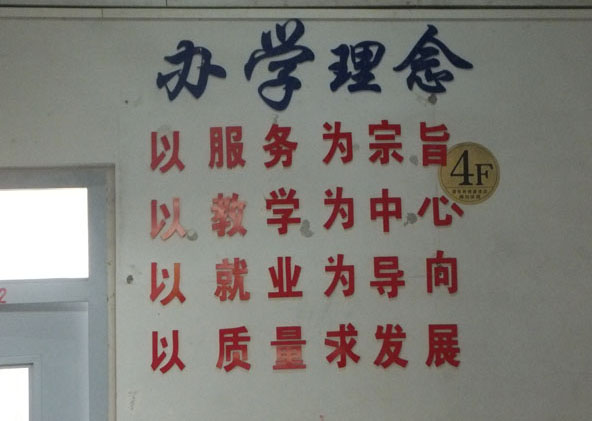 办学理念
以服务为宗旨
4F
以教学为中心
以就业为导向
2
以质量求发展